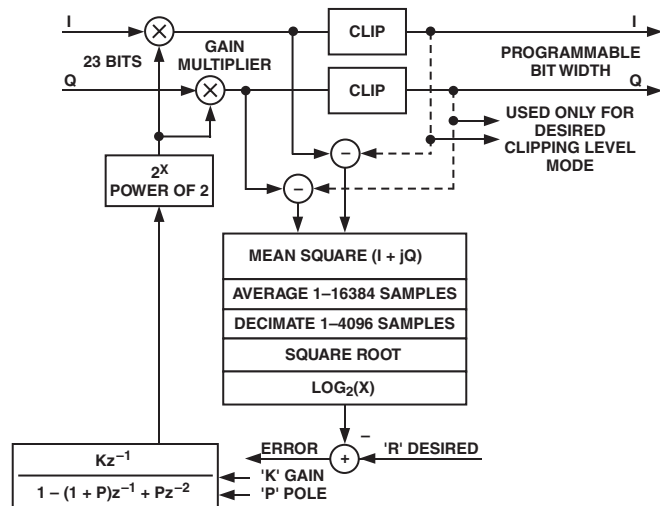 I
CLIP
I
23 BITS
GAIN
MULTIPLIER
PROGRAMMABLE
BIT WIDTH
Q
×
×
CLIP
Q
USED ONLY FOR
DESIRED
CLIPPING LEVEL
MODE
2^X
POWER OF 2
–
–
MEAN SQUARE (I + jQ)
AVERAGE 1–16384 SAMPLES
DECIMATE 1–4096 SAMPLES
SQUARE ROOT
LOG₂(X)
–
+
ERROR
'R' DESIRED
Kz⁻¹
1 – (1 + P)z⁻¹ + Pz⁻²
'K' GAIN
'P' POLE